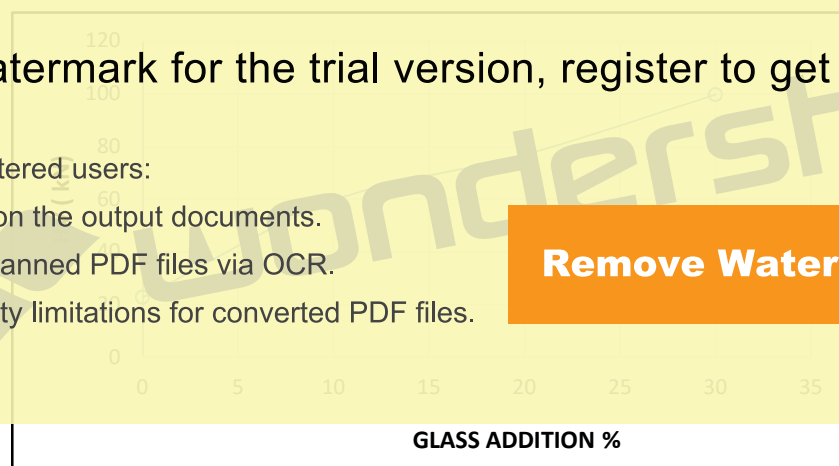 120
atermark for the trial version, register to get
100
80
tered users:
(kN)
60
on the output documents.
wondersh
40
anned PDF files via OCR.
Remove Water
20
ty limitations for converted PDF files.
0
0 5 10 15 20 25 30 35
GLASS ADDITION %